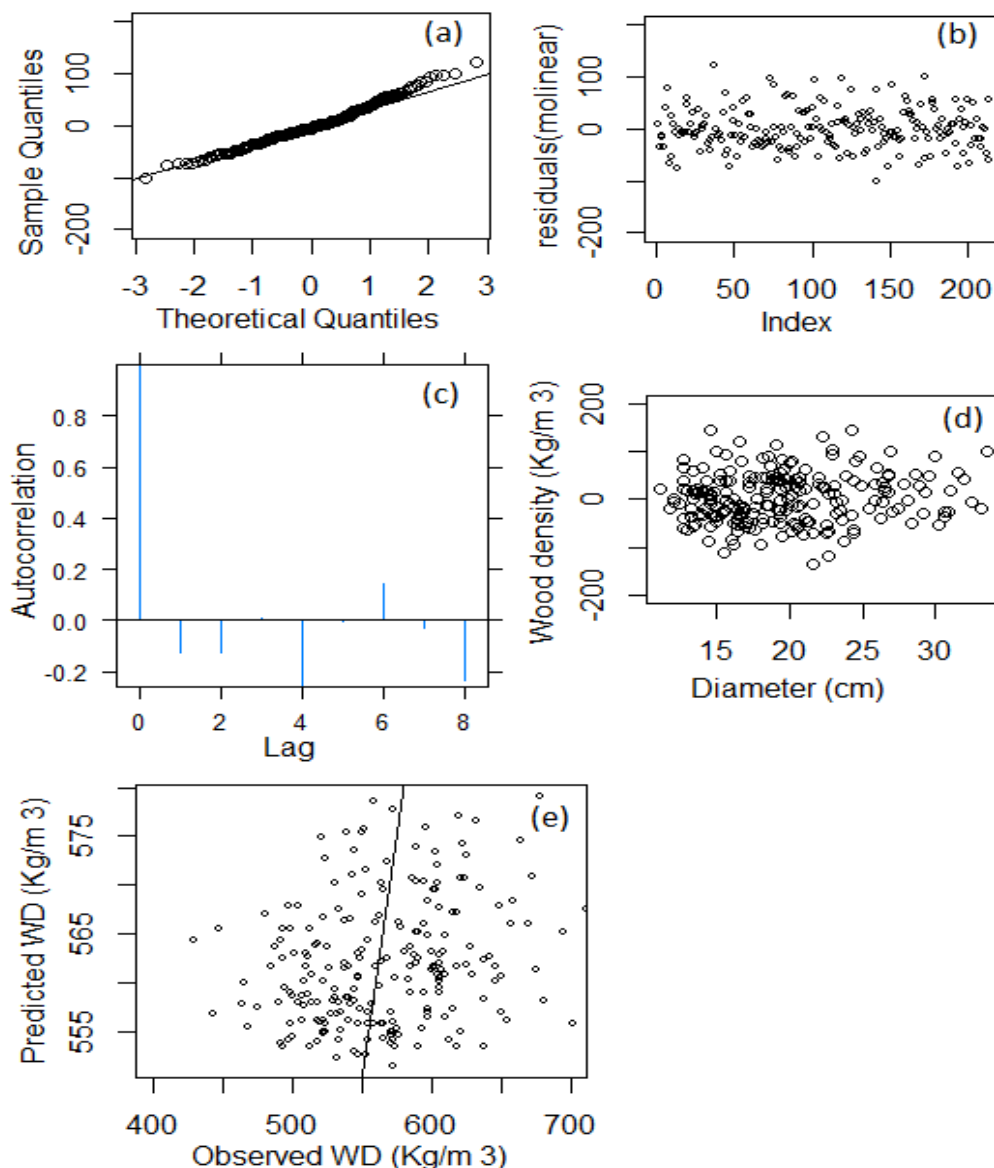 (a)
Sample Quantiles
100
0
-200
-3 -2 -1 0 1 2 3
Theoretical Quantiles
(b)
residuals(molinear)
100
0
-200
0 50 100 150 200
Index
(c)
Autocorrelation
0.8
0.6
0.4
0.2
0.0
-0.2
0 2 4 6 8
Lag
(d)
Wood density (Kg/m 3)
200
0
-200
15 20 25 30
Diameter (cm)
(e)
Predicted WD (Kg/m 3)
575
565
555
400 500 600 700
Observed WD (Kg/m 3)